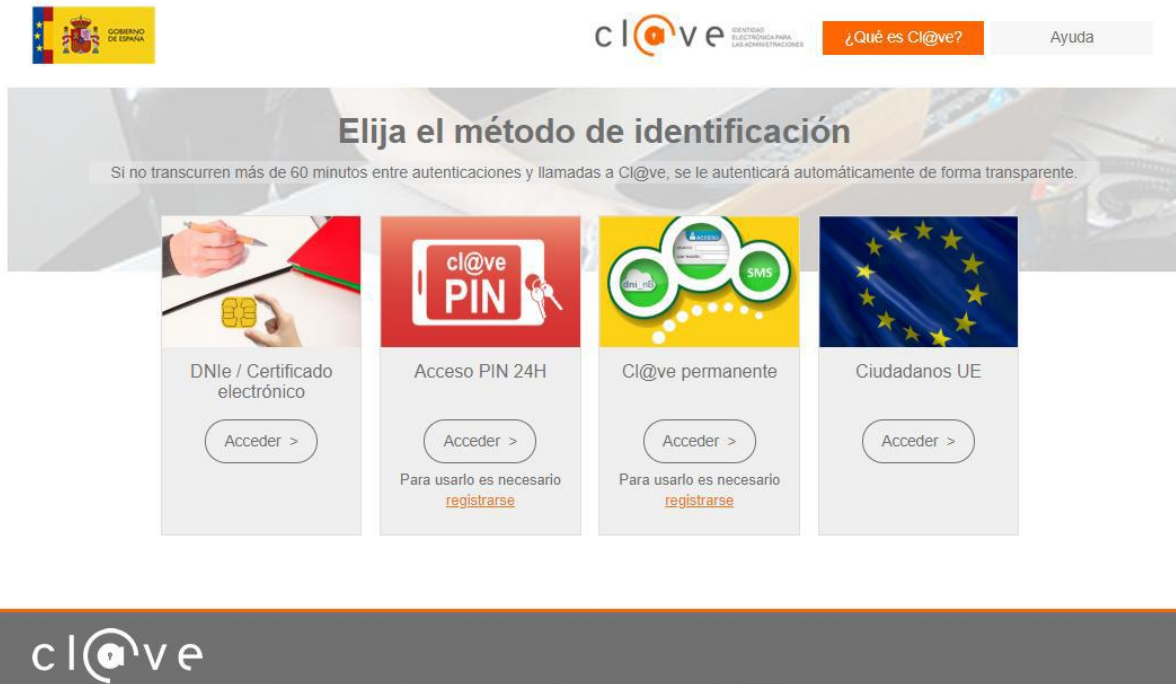 GOBIERNO
DE ESPAÑA
cl@ve
IDENTIDAD
ELECTRÓNICA PARA
LAS ADMINISTRACIONES
¿Qué es Cl@ve?
Ayuda
Elija el método de identificación
Si no transcurren más de 60 minutos entre autenticaciones y llamadas a Cl@ve, se le autenticará automáticamente de forma transparente.
cl@ve
PIN
ACCESO
dni_nB
SMS
DNIe / Certificado
electrónico
Acceder >
Acceso PIN 24H
Acceder >
Para usarlo es necesario
registrarse
Cl@ve permanente
Acceder >
Para usarlo es necesario
registrarse
Ciudadanos UE
Acceder >
cl@ve